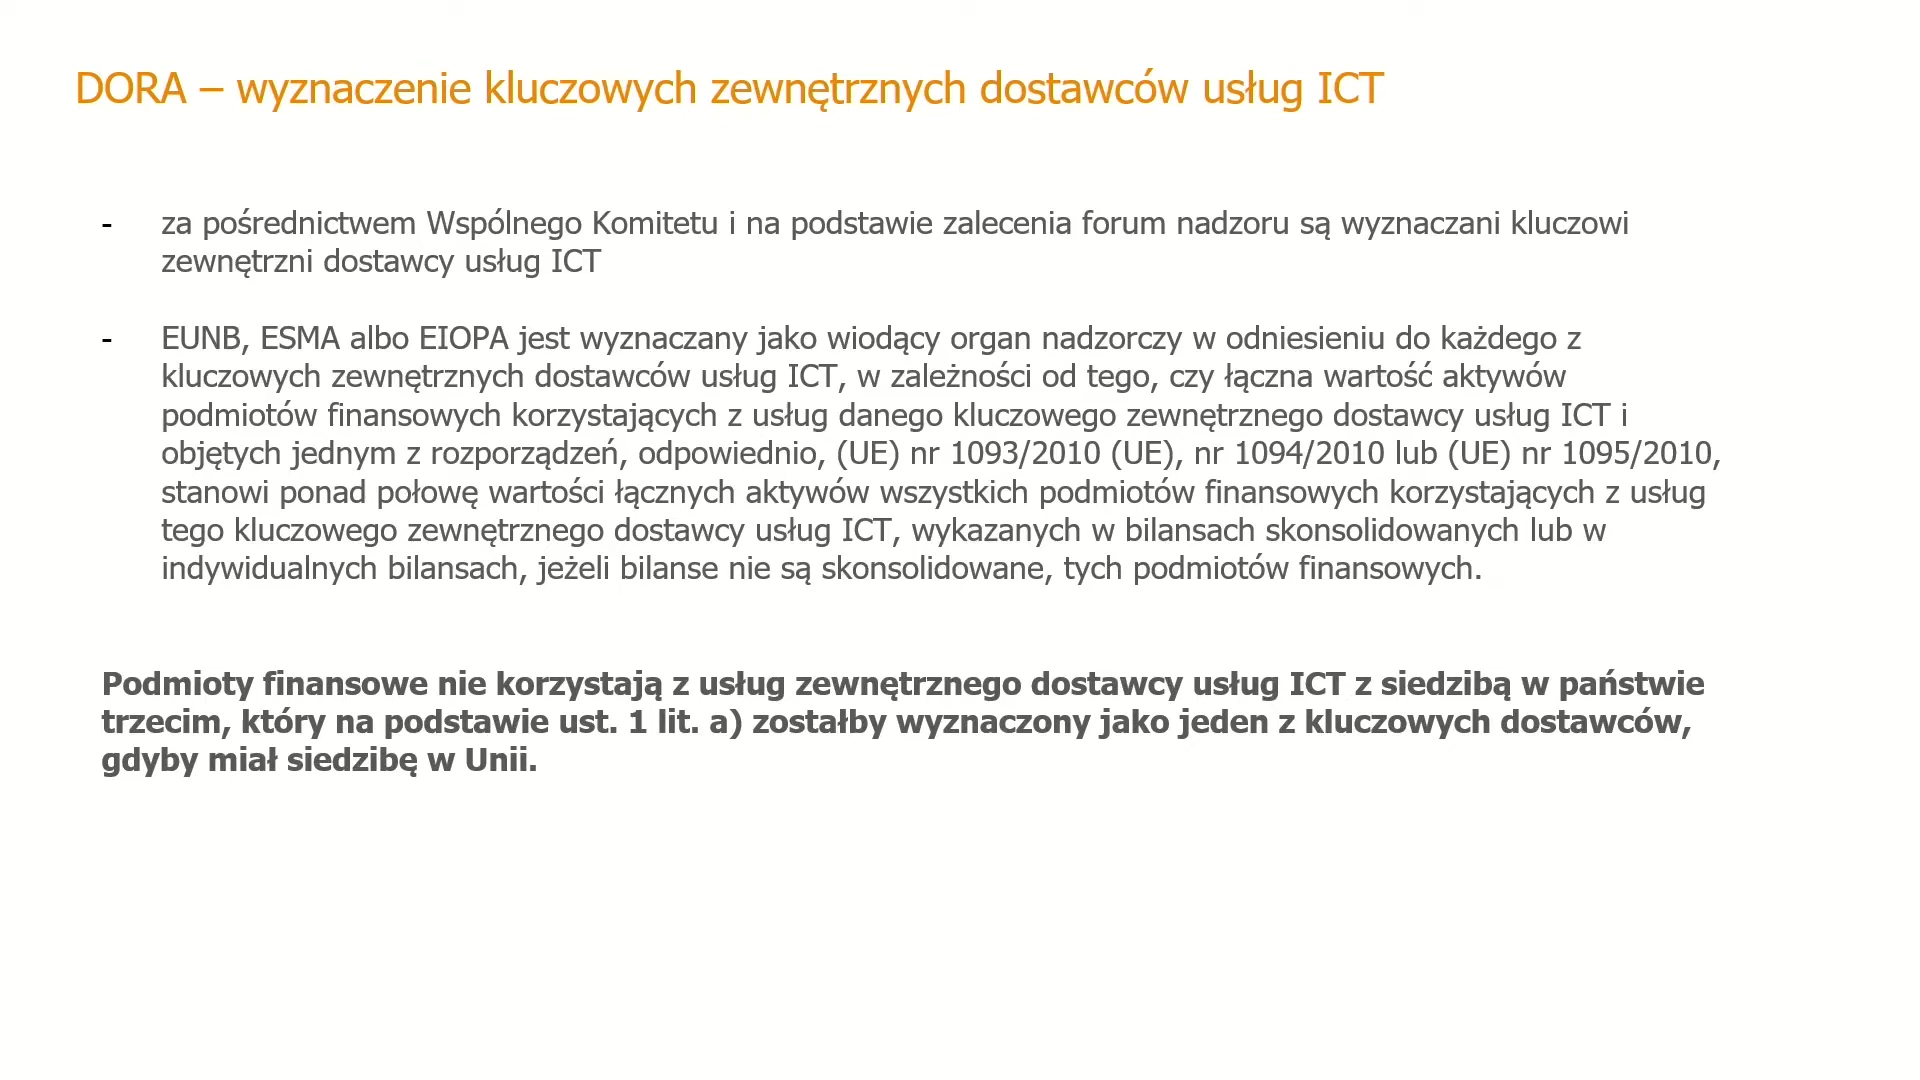 DORA – wyznaczenie kluczowych zewnętrznych dostawców usług ICT
- za pośrednictwem Wspólnego Komitetu i na podstawie zalecenia forum nadzoru są wyznaczani kluczowi
zewnętrzni dostawcy usług ICT
- EUNB, ESMA albo EIOPA jest wyznaczany jako wiodący organ nadzorczy w odniesieniu do każdego z
kluczowych zewnętrznych dostawców usług ICT, w zależności od tego, czy łączna wartość aktywów
podmiotów finansowych korzystających z usług danego kluczowego zewnętrznego dostawcy usług ICT i
objętych jednym z rozporządzeń, odpowiednio, (UE) nr 1093/2010 (UE), nr 1094/2010 lub (UE) nr 1095/2010,
stanowi ponad połowę wartości łącznych aktywów wszystkich podmiotów finansowych korzystających z usług
tego kluczowego zewnętrznego dostawcy usług ICT, wykazanych w bilansach skonsolidowanych lub w
indywidualnych bilansach, jeżeli bilanse nie są skonsolidowane, tych podmiotów finansowych.
Podmioty finansowe nie korzystają z usług zewnętrznego dostawcy usług ICT z siedzibą w państwie
trzecim, który na podstawie ust. 1 lit. a) zostałby wyznaczony jako jeden z kluczowych dostawców,
gdyby miał siedzibę w Unii.